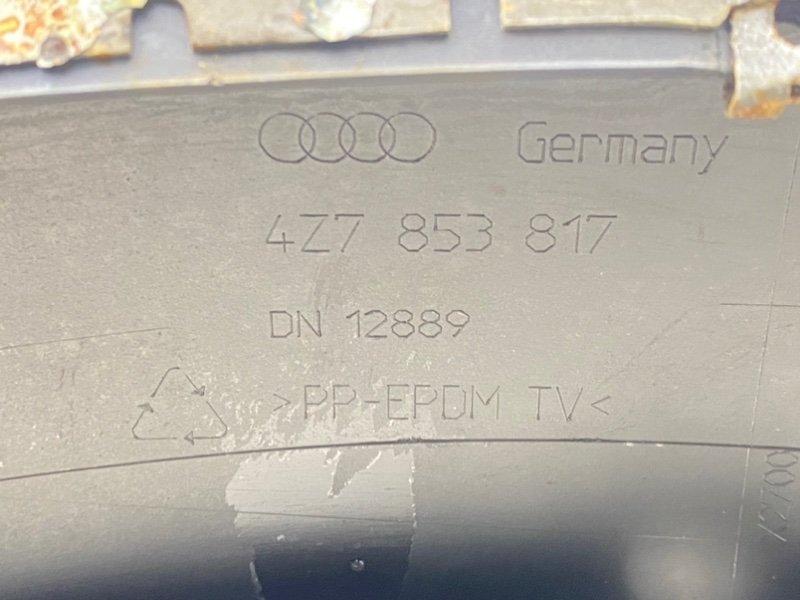 Germany
4Z7 853 817
DN 12889
>PP-EPDM TV<